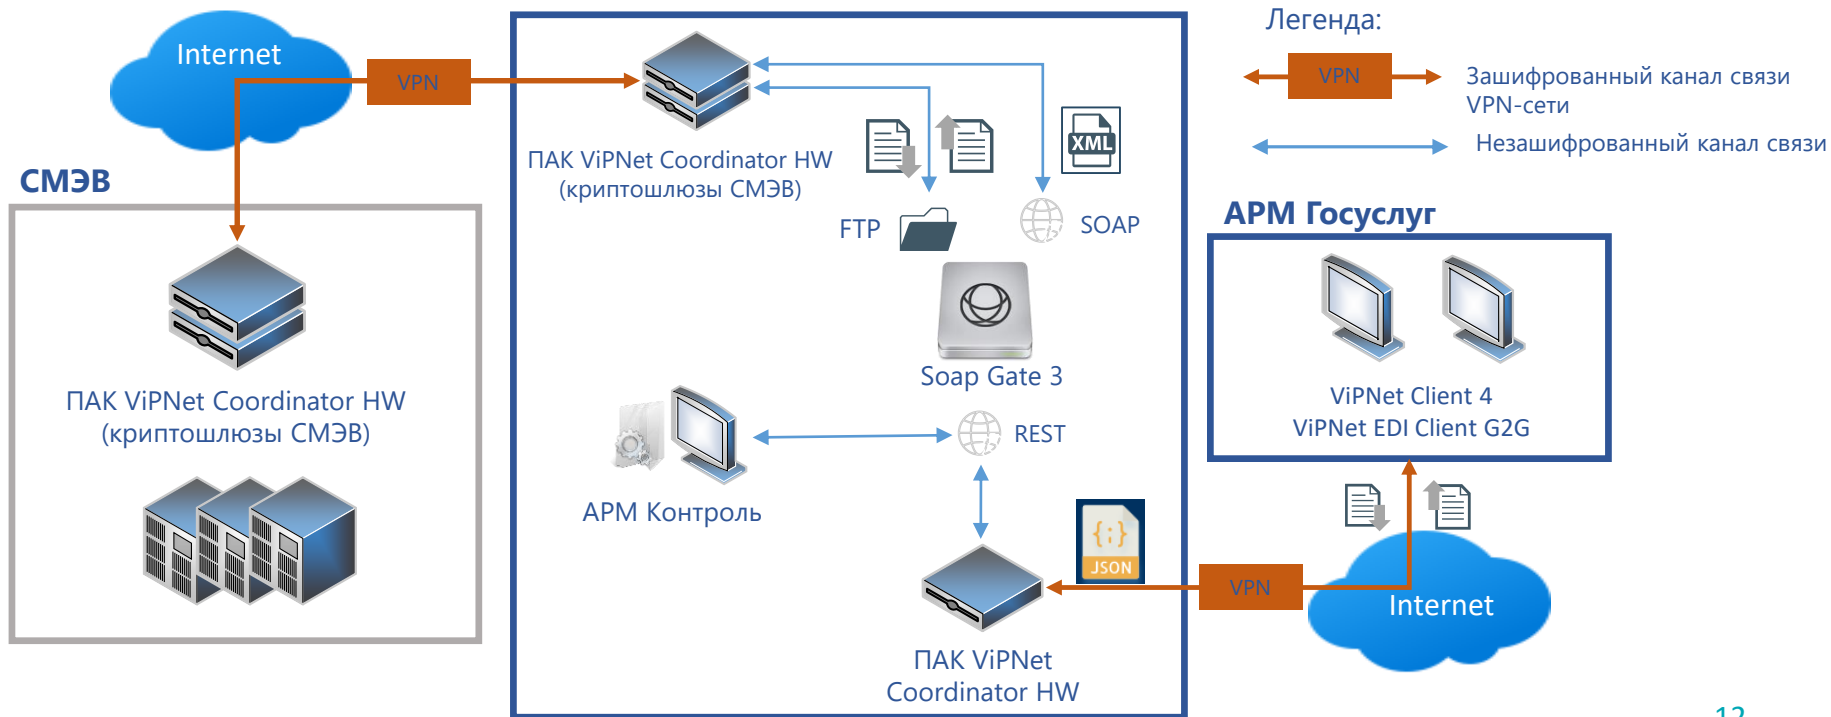 Internet
VPN
СМЭВ
ПАК ViPNet Coordinator HW
(криптошлюзы СМЭВ)
ПАК ViPNet Coordinator HW
(криптошлюзы СМЭВ)
XML
FTP
SOAP
Soap Gate 3
REST
АРМ Контроль
{;}
JSON
ПАК ViPNet
Coordinator HW
Легенда:
VPN
Зашифрованный канал связи
VPN-сети
Незашифрованный канал связи
АРМ Госуслуг
ViPNet Client 4
ViPNet EDI Client G2G
VPN
Internet
12